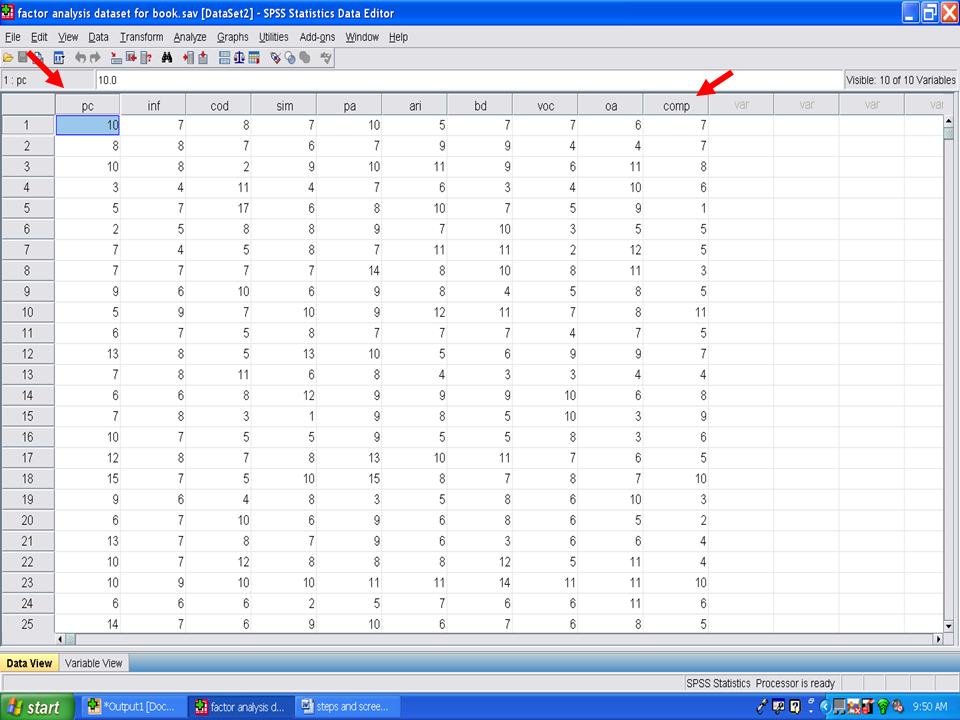 factor analysis dataset for book.sav [DataSet2] - SPSS Statistics Data Editor
File Edit View Data Transform Analyze Graphs Utilities Add-ons Window Help
1 : pc 10.0 Visible: 10 of 10 Variables
pc inf cod sim pa ari bd voc oa comp var var var var
1 10 7 8 7 10 5 7 7 6 7
2 8 8 7 6 7 9 9 4 4 7
3 10 8 2 9 10 11 9 6 11 8
4 3 4 11 4 7 6 3 4 10 6
5 5 7 17 6 8 10 7 5 9 1
6 2 5 8 8 9 7 10 3 5 5
7 7 4 5 8 7 11 11 2 12 5
8 7 7 7 7 14 8 10 8 11 3
9 9 6 10 6 9 8 4 5 8 5
10 5 9 7 10 9 12 11 7 8 11
11 6 7 5 8 7 7 7 4 7 5
12 13 8 5 13 10 5 6 9 9 7
13 7 8 11 6 8 4 3 3 4 4
14 6 6 8 12 9 9 9 10 6 8
15 7 8 3 1 9 8 5 10 3 9
16 10 7 5 5 9 5 5 8 3 6
17 12 8 7 8 13 10 11 7 6 5
18 15 7 5 10 15 8 7 8 7 10
19 9 6 4 8 3 5 8 6 10 3
20 6 7 10 6 9 6 8 6 5 2
21 13 7 8 7 9 6 3 6 6 4
22 10 7 12 8 8 8 12 5 11 4
23 10 9 10 10 11 11 14 11 11 10
24 6 6 6 2 5 7 6 6 11 6
25 14 7 6 9 10 6 7 6 8 5
Data View Variable View
SPSS Statistics Processor is ready
start *Output1 [Doc... factor analysis d... steps and scree... 9:50 AM